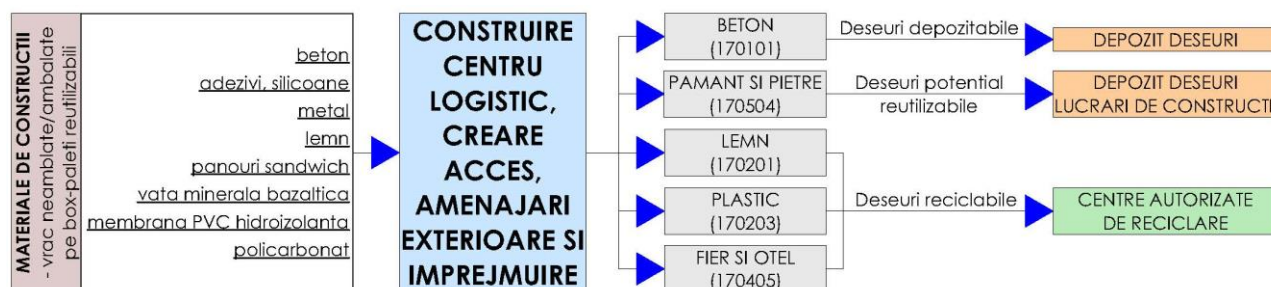 MATERIALE DE CONSTRUCTII
- vrac neamblate/ambalate
pe box-paleti reutilizabili
beton
adezivi, silicoane
metal
lemn
panouri sandwich
vata minerala bazaltica
membrana PVC hidroizolanta
policarbonat
CONSTRUIRE
CENTRU
LOGISTIC,
CREARE
ACCES,
AMENAJARI
EXTERIOARE SI
IMPREJMUIRE
BETON
(170101)
PAMANT SI PIETRE
(170504)
LEMN
(170201)
PLASTIC
(170203)
FIER SI OTEL
(170405)
Deseuri depozitabile
Deseuri potential
reutilizabile
Deseuri reciclabile
DEPOZIT DESEURI
DEPOZIT DESEURI
LUCRARI DE CONSTRUCTI
CENTRE AUTORIZATE
DE RECICLARE